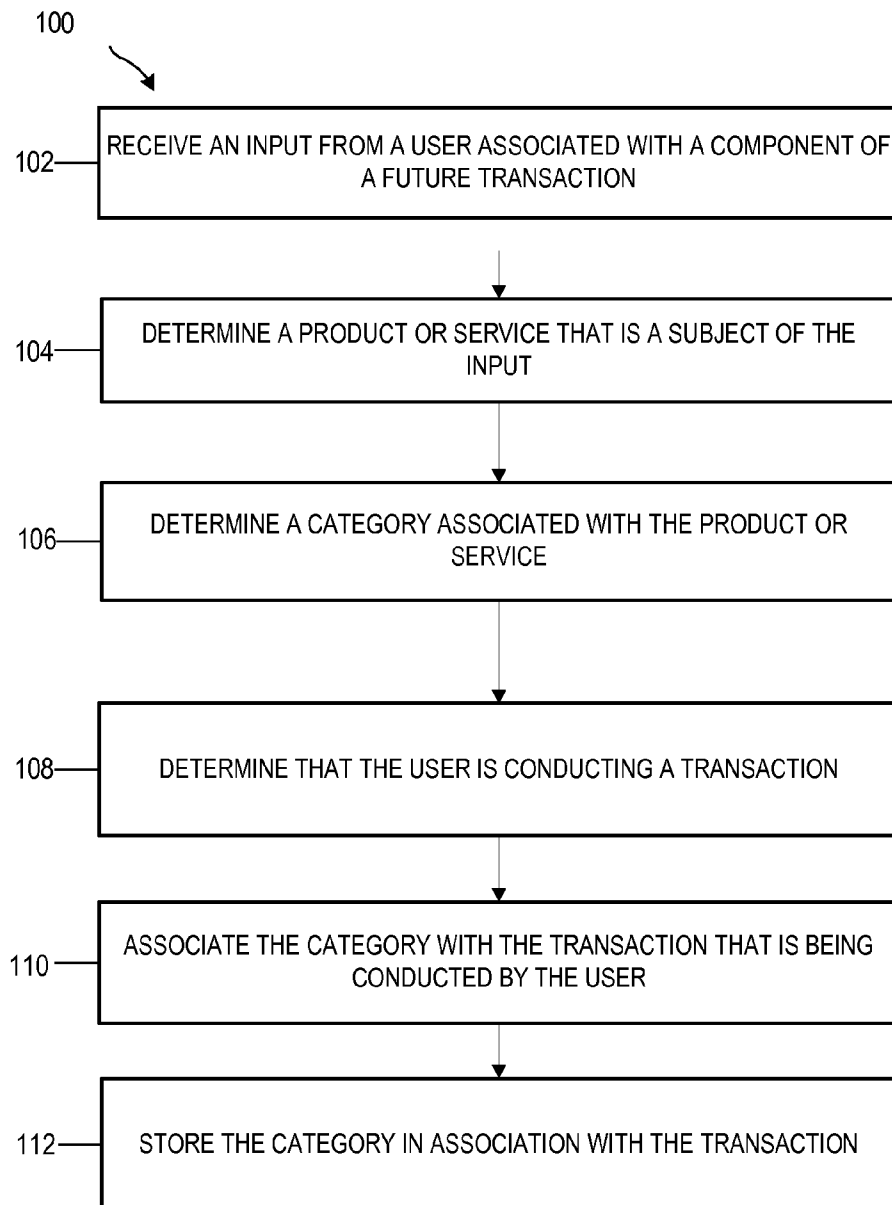 100
102
RECEIVE AN INPUT FROM A USER ASSOCIATED WITH A COMPONENT OF
A FUTURE TRANSACTION
104
DETERMINE A PRODUCT OR SERVICE THAT IS A SUBJECT OF THE
INPUT
106
DETERMINE A CATEGORY ASSOCIATED WITH THE PRODUCT OR
SERVICE
108
DETERMINE THAT THE USER IS CONDUCTING A TRANSACTION
110
ASSOCIATE THE CATEGORY WITH THE TRANSACTION THAT IS BEING
CONDUCTED BY THE USER
112
STORE THE CATEGORY IN ASSOCIATION WITH THE TRANSACTION